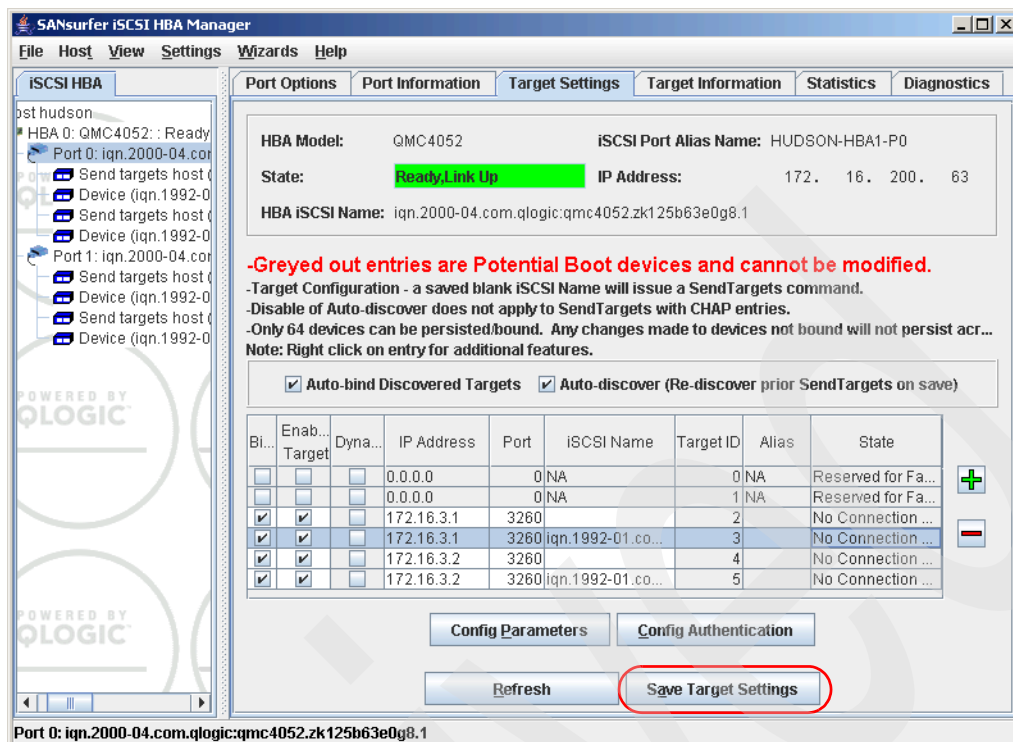 SANsurfer iSCSI HBA Manager
File Host View Settings Wizards Help
iSCSI HBA
Port Options Port Information Target Settings Target Information Statistics Diagnostics
ost hudson
HBA 0: QMC4052: : Ready
Port 0: iqn.2000-04.cor
Send targets host (
Device (iqn.1992-0
Send targets host (
Device (iqn.1992-0
Port 1: iqn.2000-04.cor
Send targets host (
Device (iqn.1992-0
Send targets host (
Device (iqn.1992-0
POWERED BY
QLOGIC
POWERED BY
QLOGIC
HBA Model: QMC4052 iSCSI Port Alias Name: HUDSON-HBA1-P0
State: Ready,Link Up IP Address: 172. 16. 200. 63
HBA iSCSI Name: iqn.2000-04.com.qlogic:qmc4052.zk125b63e0g8.1
-Greyed out entries are Potential Boot devices and cannot be modified.
-Target Configuration - a saved blank iSCSI Name will issue a SendTargets command.
-Disable of Auto-discover does not apply to SendTargets with CHAP entries.
-Only 64 devices can be persisted/bound. Any changes made to devices not bound will not persist acr...
Note: Right click on entry for additional features.
Auto-bind Discovered Targets Auto-discover (Re-discover prior SendTargets on save)
Bi... Enab... Target Dyna... IP Address Port iSCSI Name Target ID Alias State
0.0.0.0 0 NA 0 NA Reserved for Fa...
0.0.0.0 0 NA 1 NA Reserved for Fa...
172.16.3.1 3260 2 No Connection ...
172.16.3.1 3260 iqn.1992-01.co... 3 No Connection ...
172.16.3.2 3260 4 No Connection ...
172.16.3.2 3260 iqn.1992-01.co... 5 No Connection ...
Config Parameters Config Authentication
Refresh Save Target Settings
Port 0: iqn.2000-04.com.qlogic:qmc4052.zk125b63e0g8.1